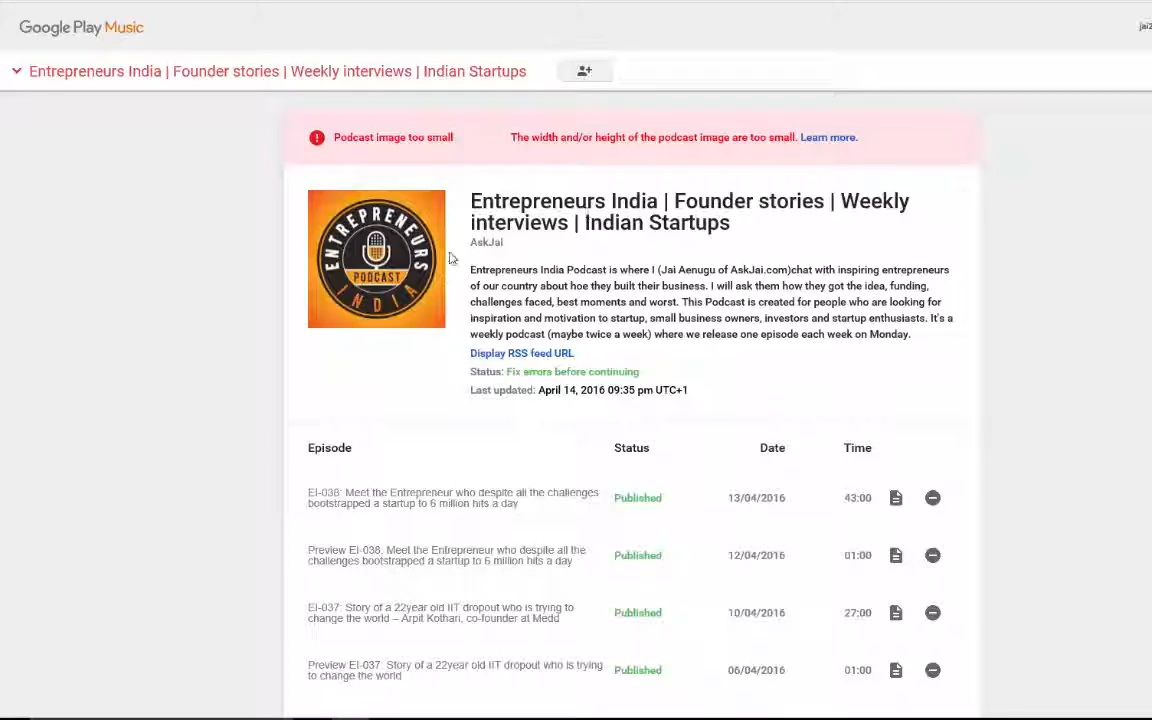 Google Play Music
jai2
Entrepreneurs India | Founder stories | Weekly interviews | Indian Startups
Podcast image too small
The width and/or height of the podcast image are too small. Learn more.
ENTREPRENEURS
PODCAST
INDIA
Entrepreneurs India | Founder stories | Weekly
interviews | Indian Startups
AskJai
Entrepreneurs India Podcast is where I (Jai Aenugu of AskJai.com)chat with inspiring entrepreneurs
of our country about hoe they built their business. I will ask them how they got the idea, funding,
challenges faced, best moments and worst. This Podcast is created for people who are looking for
inspiration and motivation to startup, small business owners, investors and startup enthusiasts. It's a
weekly podcast (maybe twice a week) where we release one episode each week on Monday.
Display RSS feed URL
Status: Fix errors before continuing
Last updated: April 14, 2016 09:35 pm UTC+1
Episode Status Date Time
EI-038: Meet the Entrepreneur who despite all the challenges
bootstrapped a startup to 6 million hits a day
Published 13/04/2016 43:00
Preview EI-038, Meet the Entrepreneur who despite all the
challenges bootstrapped a startup to 6 million hits a day
Published 12/04/2016 01:00
EI-037: Story of a 22year old IIT dropout who is trying to
change the world – Arpit Kothari, co-founder at Medd
Published 10/04/2016 27:00
Preview EI-037: Story of a 22year old IIT dropout who is trying
to change the world
Published 06/04/2016 01:00